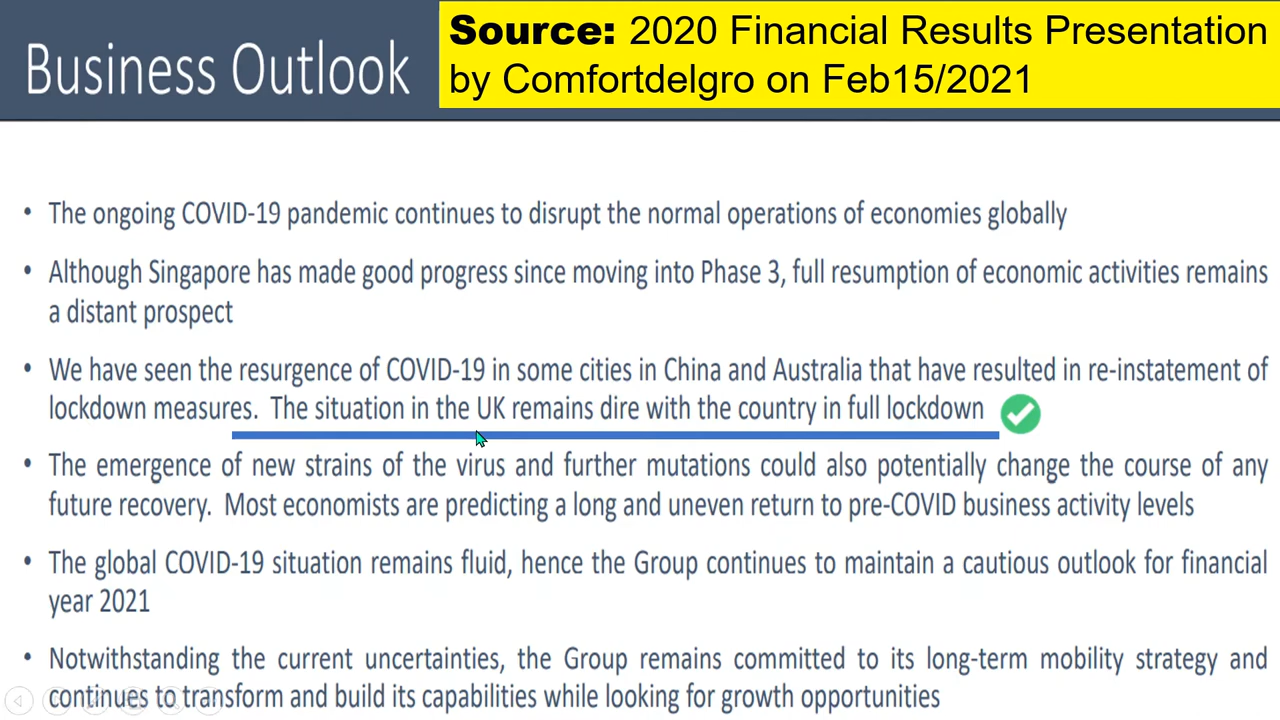 Business Outlook
Source: 2020 Financial Results Presentation
by Comfortdelgro on Feb15/2021
• The ongoing COVID-19 pandemic continues to disrupt the normal operations of economies globally
• Although Singapore has made good progress since moving into Phase 3, full resumption of economic activities remains
a distant prospect
• We have seen the resurgence of COVID-19 in some cities in China and Australia that have resulted in re-instatement of
lockdown measures. The situation in the UK remains dire with the country in full lockdown
• The emergence of new strains of the virus and further mutations could also potentially change the course of any
future recovery. Most economists are predicting a long and uneven return to pre-COVID business activity levels
• The global COVID-19 situation remains fluid, hence the Group continues to maintain a cautious outlook for financial
year 2021
• Notwithstanding the current uncertainties, the Group remains committed to its long-term mobility strategy and
continues to transform and build its capabilities while looking for growth opportunities